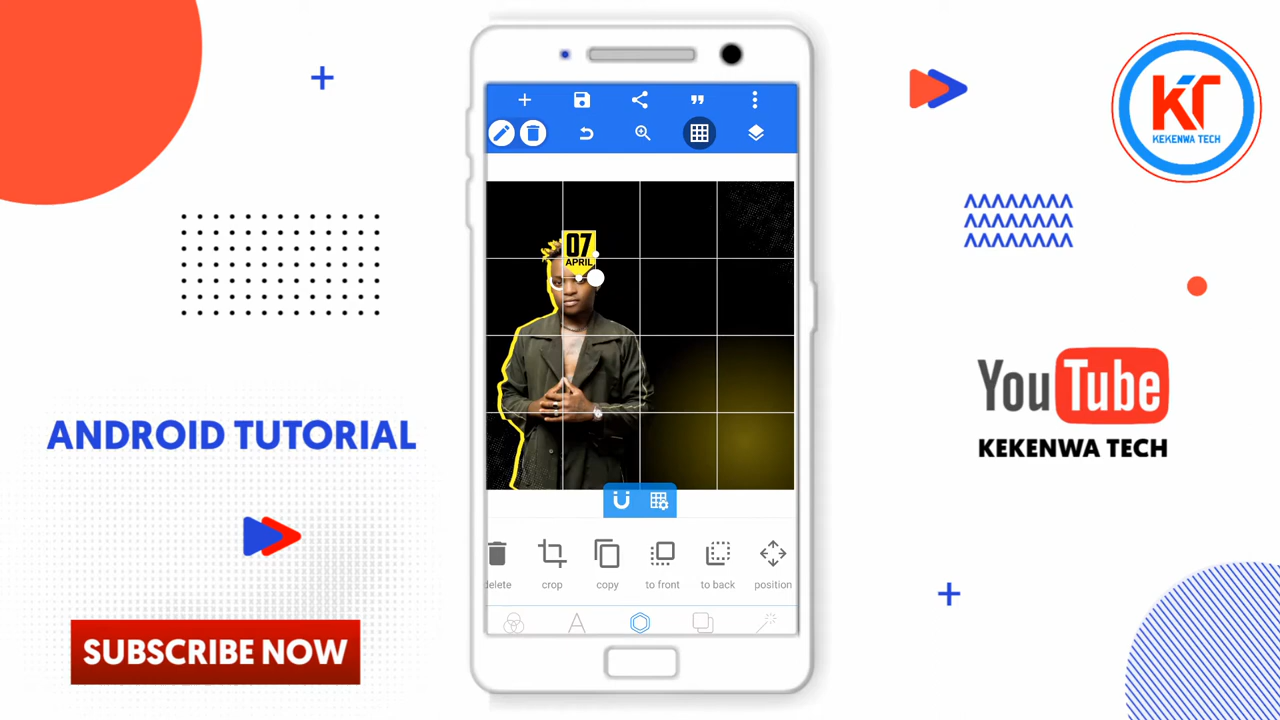 KT
KEKENWA TECH
07
APRIL
YouTube
KEKENWA TECH
ANDROID TUTORIAL
SUBSCRIBE NOW
delete
crop
copy
to front
to back
position